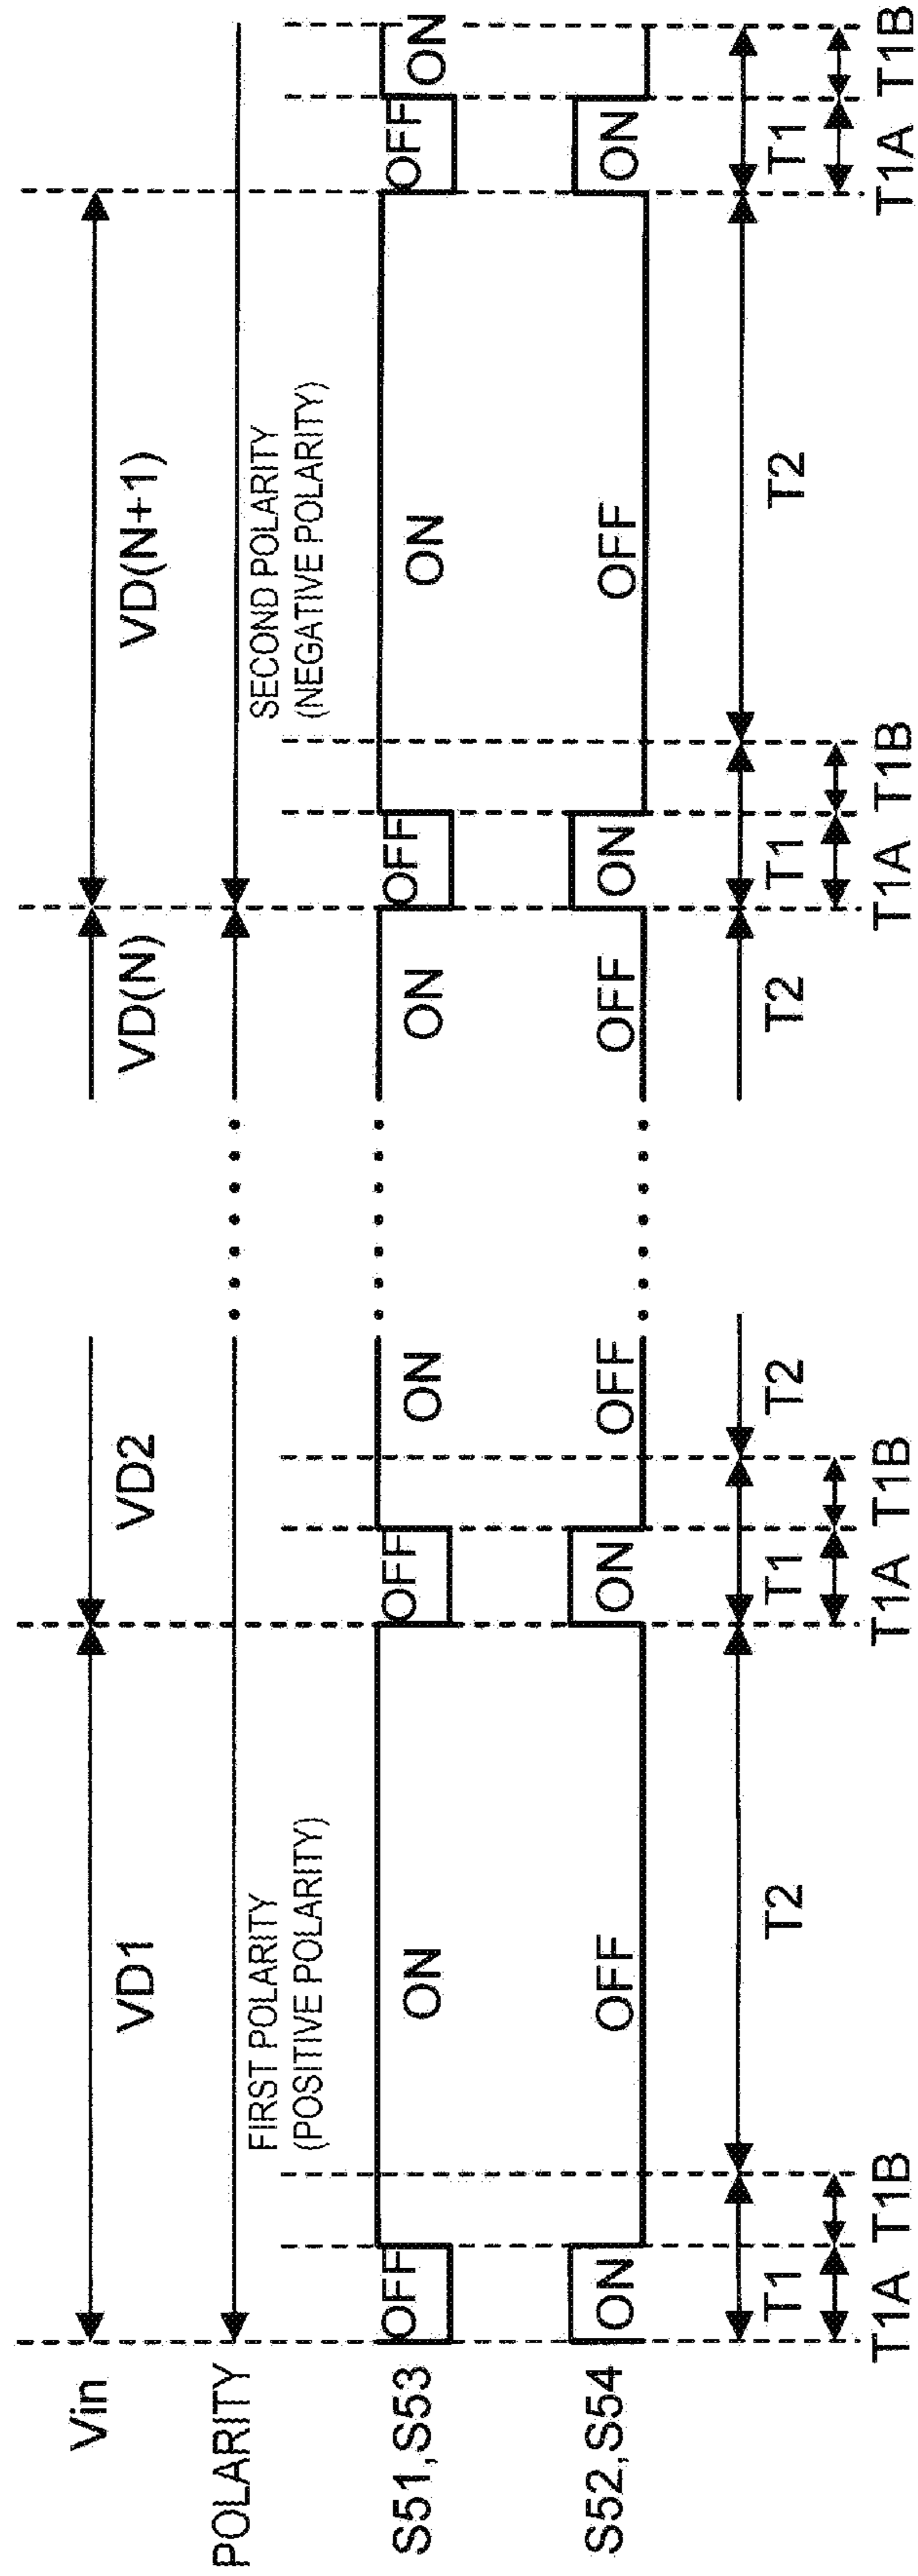 Vin
VD1
VD2
VD(N)
VD(N+1)
POLARITY
FIRST POLARITY
(POSITIVE POLARITY)
SECOND POLARITY
(NEGATIVE POLARITY)
S51,S53
OFF
ON
OFF
ON
ON
OFF
ON
OFF
ON
S52,S54
ON
OFF
ON
OFF
OFF
ON
OFF
ON
T1
T2
T1
T2
T2
T1
T2
T1
T1A
T1B
T1A
T1B
T1A
T1B
T1A
T1B